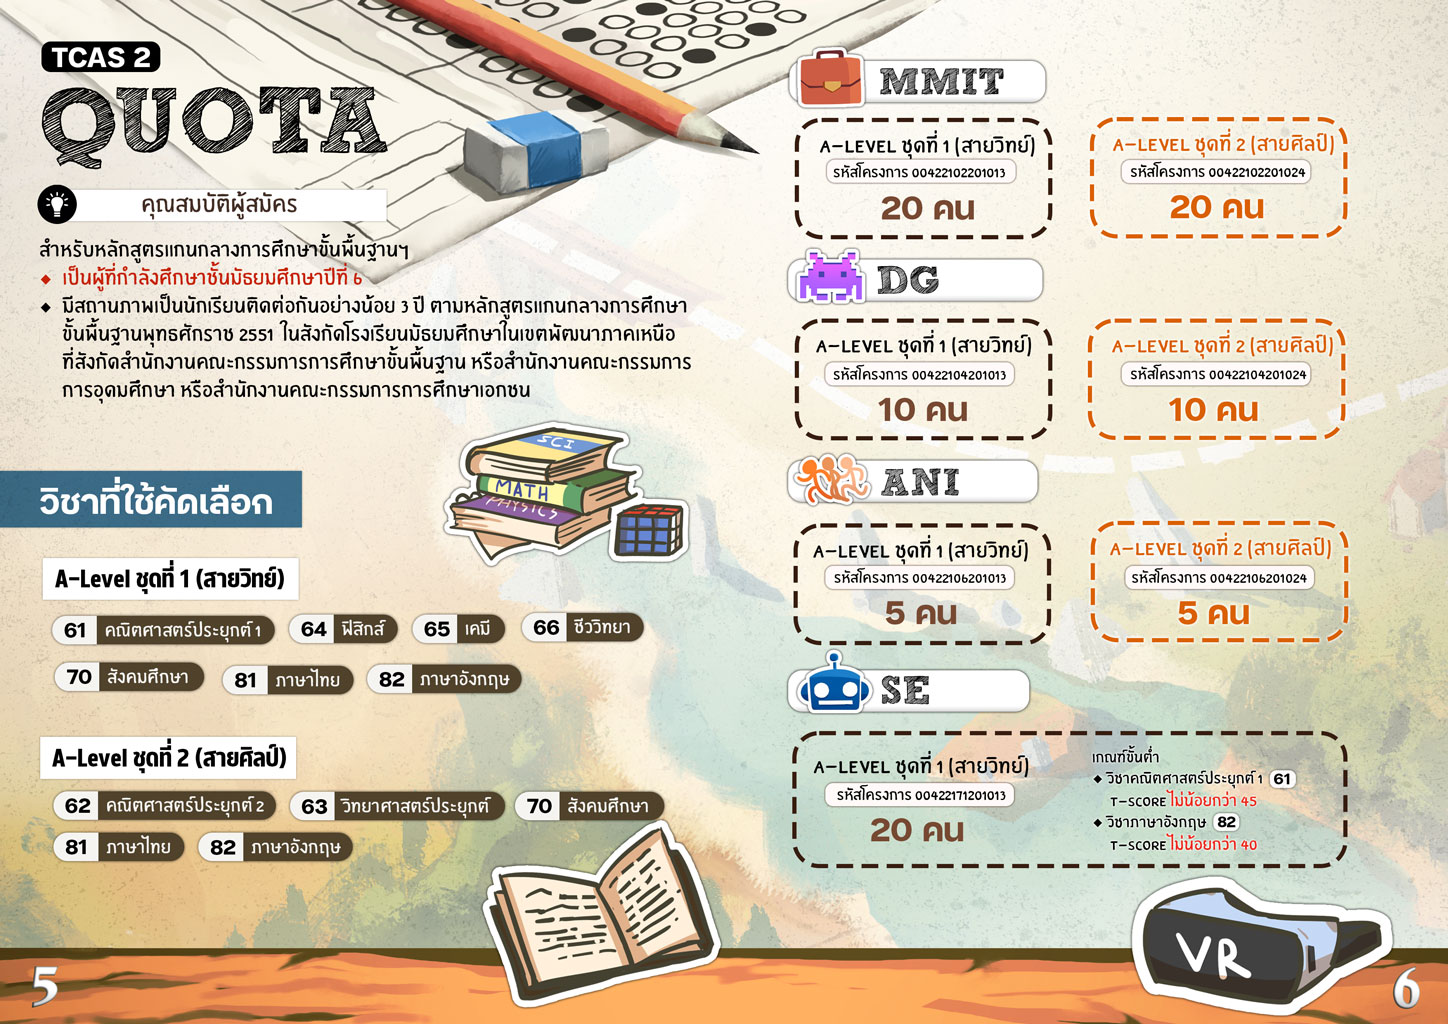 TCAS 2
QUOTA
คุณสมบัติผู้สมัคร
สำหรับหลักสูตรแกนกลางการศึกษาขั้นพื้นฐานฯ
เป็นผู้ที่กำลังศึกษาชั้นมัธยมศึกษาปีที่ 6
มีสถานภาพเป็นนักเรียนติดต่อกันอย่างน้อย 3 ปี ตามหลักสูตรแกนกลางการศึกษา
ขั้นพื้นฐานพุทธศักราช 2551 ในสังกัดโรงเรียนมัธยมศึกษาในเขตพัฒนาภาคเหนือ
ที่สังกัดสำนักงานคณะกรรมการการศึกษาขั้นพื้นฐาน หรือสำนักงานคณะกรรมการ
การอุดมศึกษา หรือสำนักงานคณะกรรมการการศึกษาเอกชน
SCI
MATH
PHYSICS
วิชาที่ใช้คัดเลือก
A-Level ชุดที่ 1 (สายวิทย์)
61 คณิตศาสตร์ประยุกต์ 1 64 ฟิสิกส์ 65 เคมี 66 ชีววิทยา
70 สังคมศึกษา 81 ภาษาไทย 82 ภาษาอังกฤษ
A-Level ชุดที่ 2 (สายศิลป์)
62 คณิตศาสตร์ประยุกต์ 2 63 วิทยาศาสตร์ประยุกต์ 70 สังคมศึกษา
81 ภาษาไทย 82 ภาษาอังกฤษ
5
MMIT
A-LEVEL ชุดที่ 1 (สายวิทย์)
รหัสโครงการ 00422102201013
20 คน
A-LEVEL ชุดที่ 2 (สายศิลป์)
รหัสโครงการ 00422102201024
20 คน
DG
A-LEVEL ชุดที่ 1 (สายวิทย์)
รหัสโครงการ 00422104201013
10 คน
A-LEVEL ชุดที่ 2 (สายศิลป์)
รหัสโครงการ 00422104201024
10 คน
ANI
A-LEVEL ชุดที่ 1 (สายวิทย์)
รหัสโครงการ 00422106201013
5 คน
A-LEVEL ชุดที่ 2 (สายศิลป์)
รหัสโครงการ 00422106201024
5 คน
SE
A-LEVEL ชุดที่ 1 (สายวิทย์)
รหัสโครงการ 00422171201013
20 คน
เกณฑ์ขั้นต่ำ
วิชาคณิตศาสตร์ประยุกต์ 1 61
T-SCORE ไม่น้อยกว่า 45
วิชาภาษาอังกฤษ 82
T-SCORE ไม่น้อยกว่า 40
VR
6